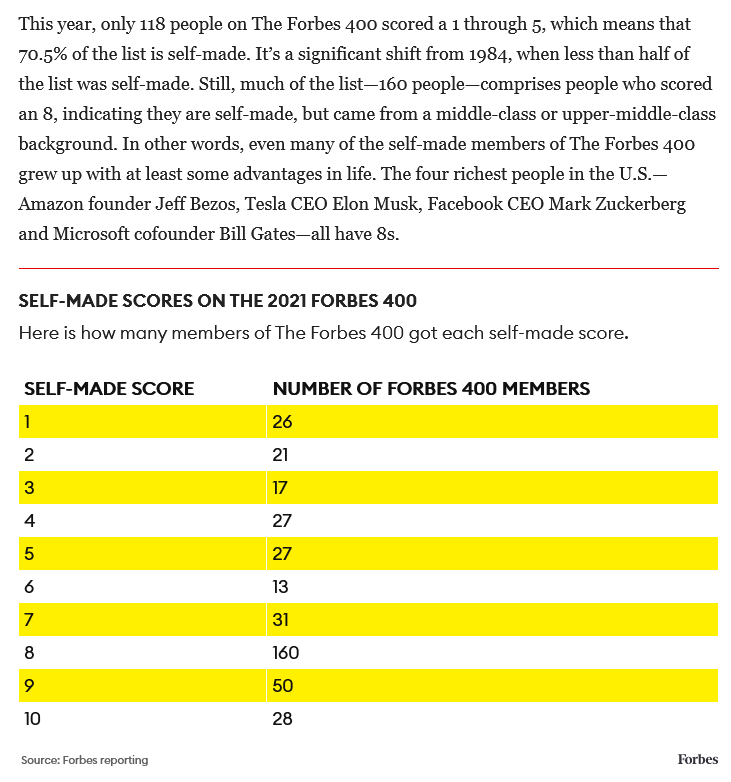 This year, only 118 people on The Forbes 400 scored a 1 through 5, which means that
70.5% of the list is self-made. It’s a significant shift from 1984, when less than half of
the list was self-made. Still, much of the list—160 people—comprises people who scored
an 8, indicating they are self-made, but came from a middle-class or upper-middle-class
background. In other words, even many of the self-made members of The Forbes 400
grew up with at least some advantages in life. The four richest people in the U.S.—
Amazon founder Jeff Bezos, Tesla CEO Elon Musk, Facebook CEO Mark Zuckerberg
and Microsoft cofounder Bill Gates—all have 8s.
SELF-MADE SCORES ON THE 2021 FORBES 400
Here is how many members of The Forbes 400 got each self-made score.
SELF-MADE SCORE NUMBER OF FORBES 400 MEMBERS
1 26
2 21
3 17
4 27
5 27
6 13
7 31
8 160
9 50
10 28
Source: Forbes reporting Forbes